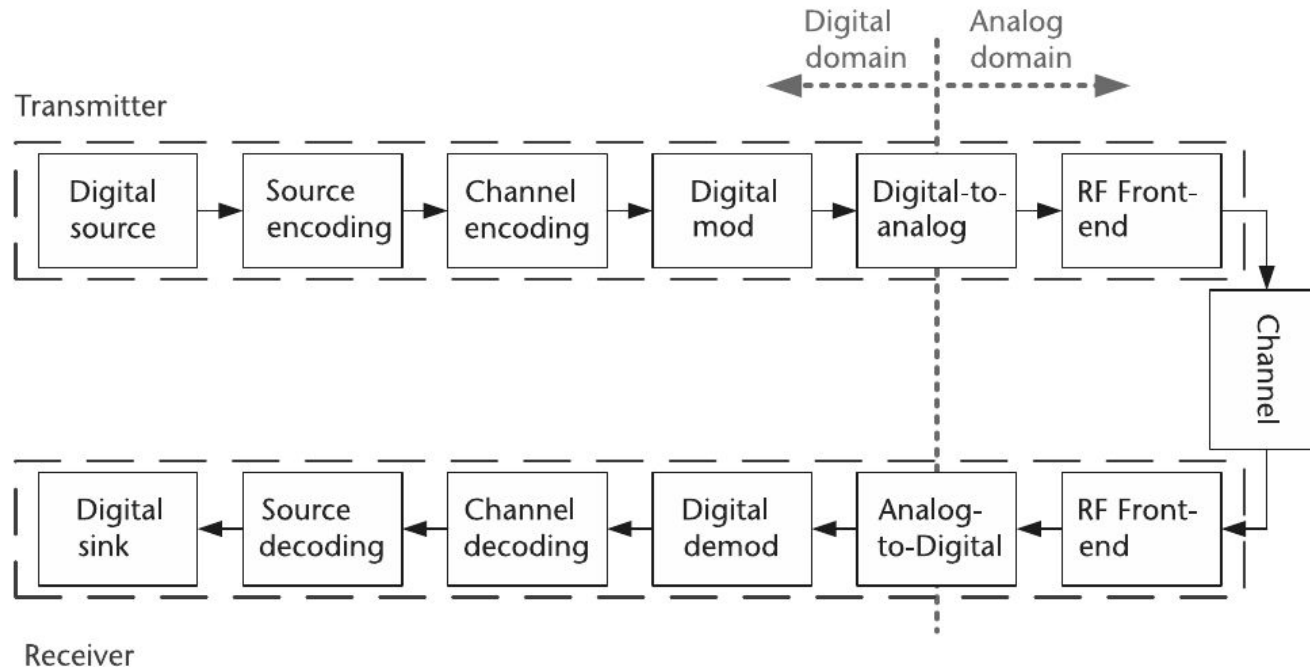 Digital
domain
Analog
domain
Transmitter
Digital
source
Source
encoding
Channel
encoding
Digital
mod
Digital-to-
analog
RF Front-
end
Channel
Digital
sink
Source
decoding
Channel
decoding
Digital
demod
Analog-
to-Digital
RF Front-
end
Receiver